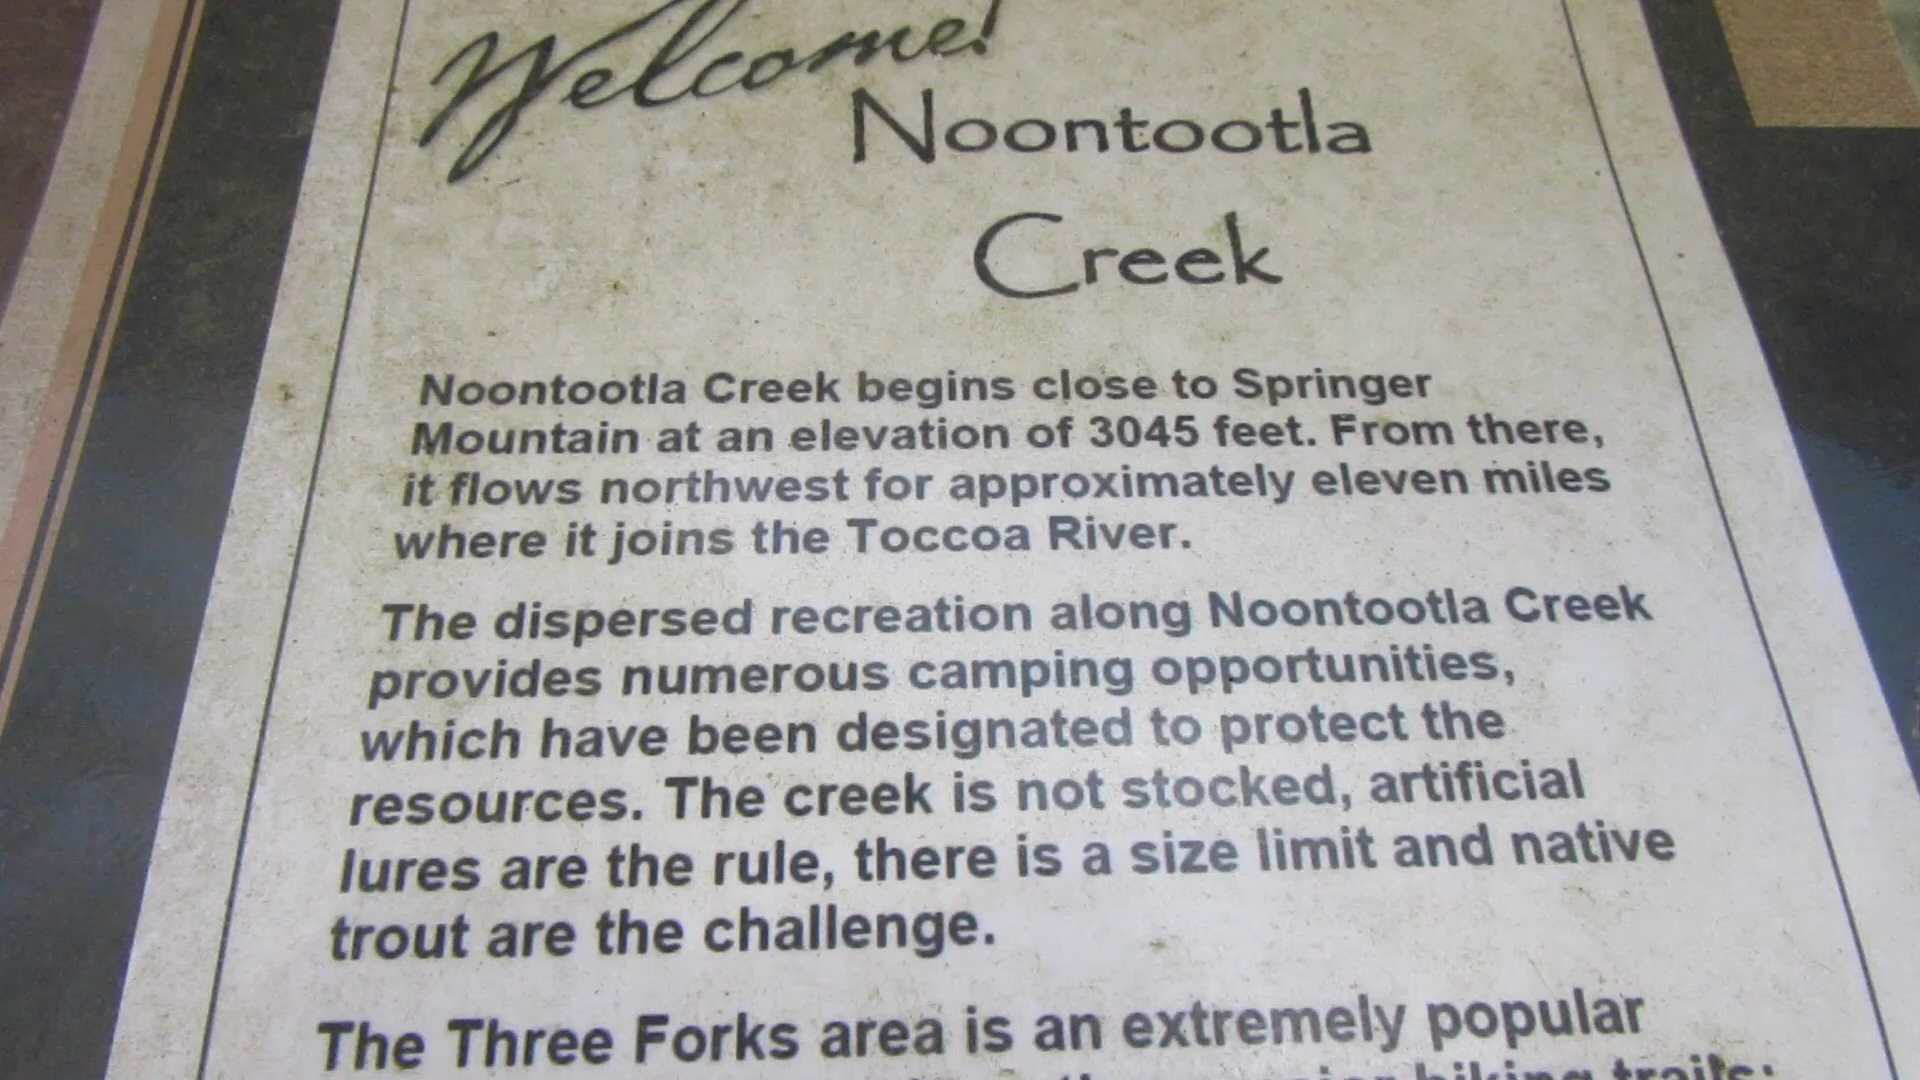 Welcome!
Noontootla
Creek
Noontootla Creek begins close to Springer
Mountain at an elevation of 3045 feet. From there,
it flows northwest for approximately eleven miles
where it joins the Toccoa River.
The dispersed recreation along Noontootla Creek
provides numerous camping opportunities,
which have been designated to protect the
resources. The creek is not stocked, artificial
lures are the rule, there is a size limit and native
trout are the challenge.
The Three Forks area is an extremely popular
hiking trails: